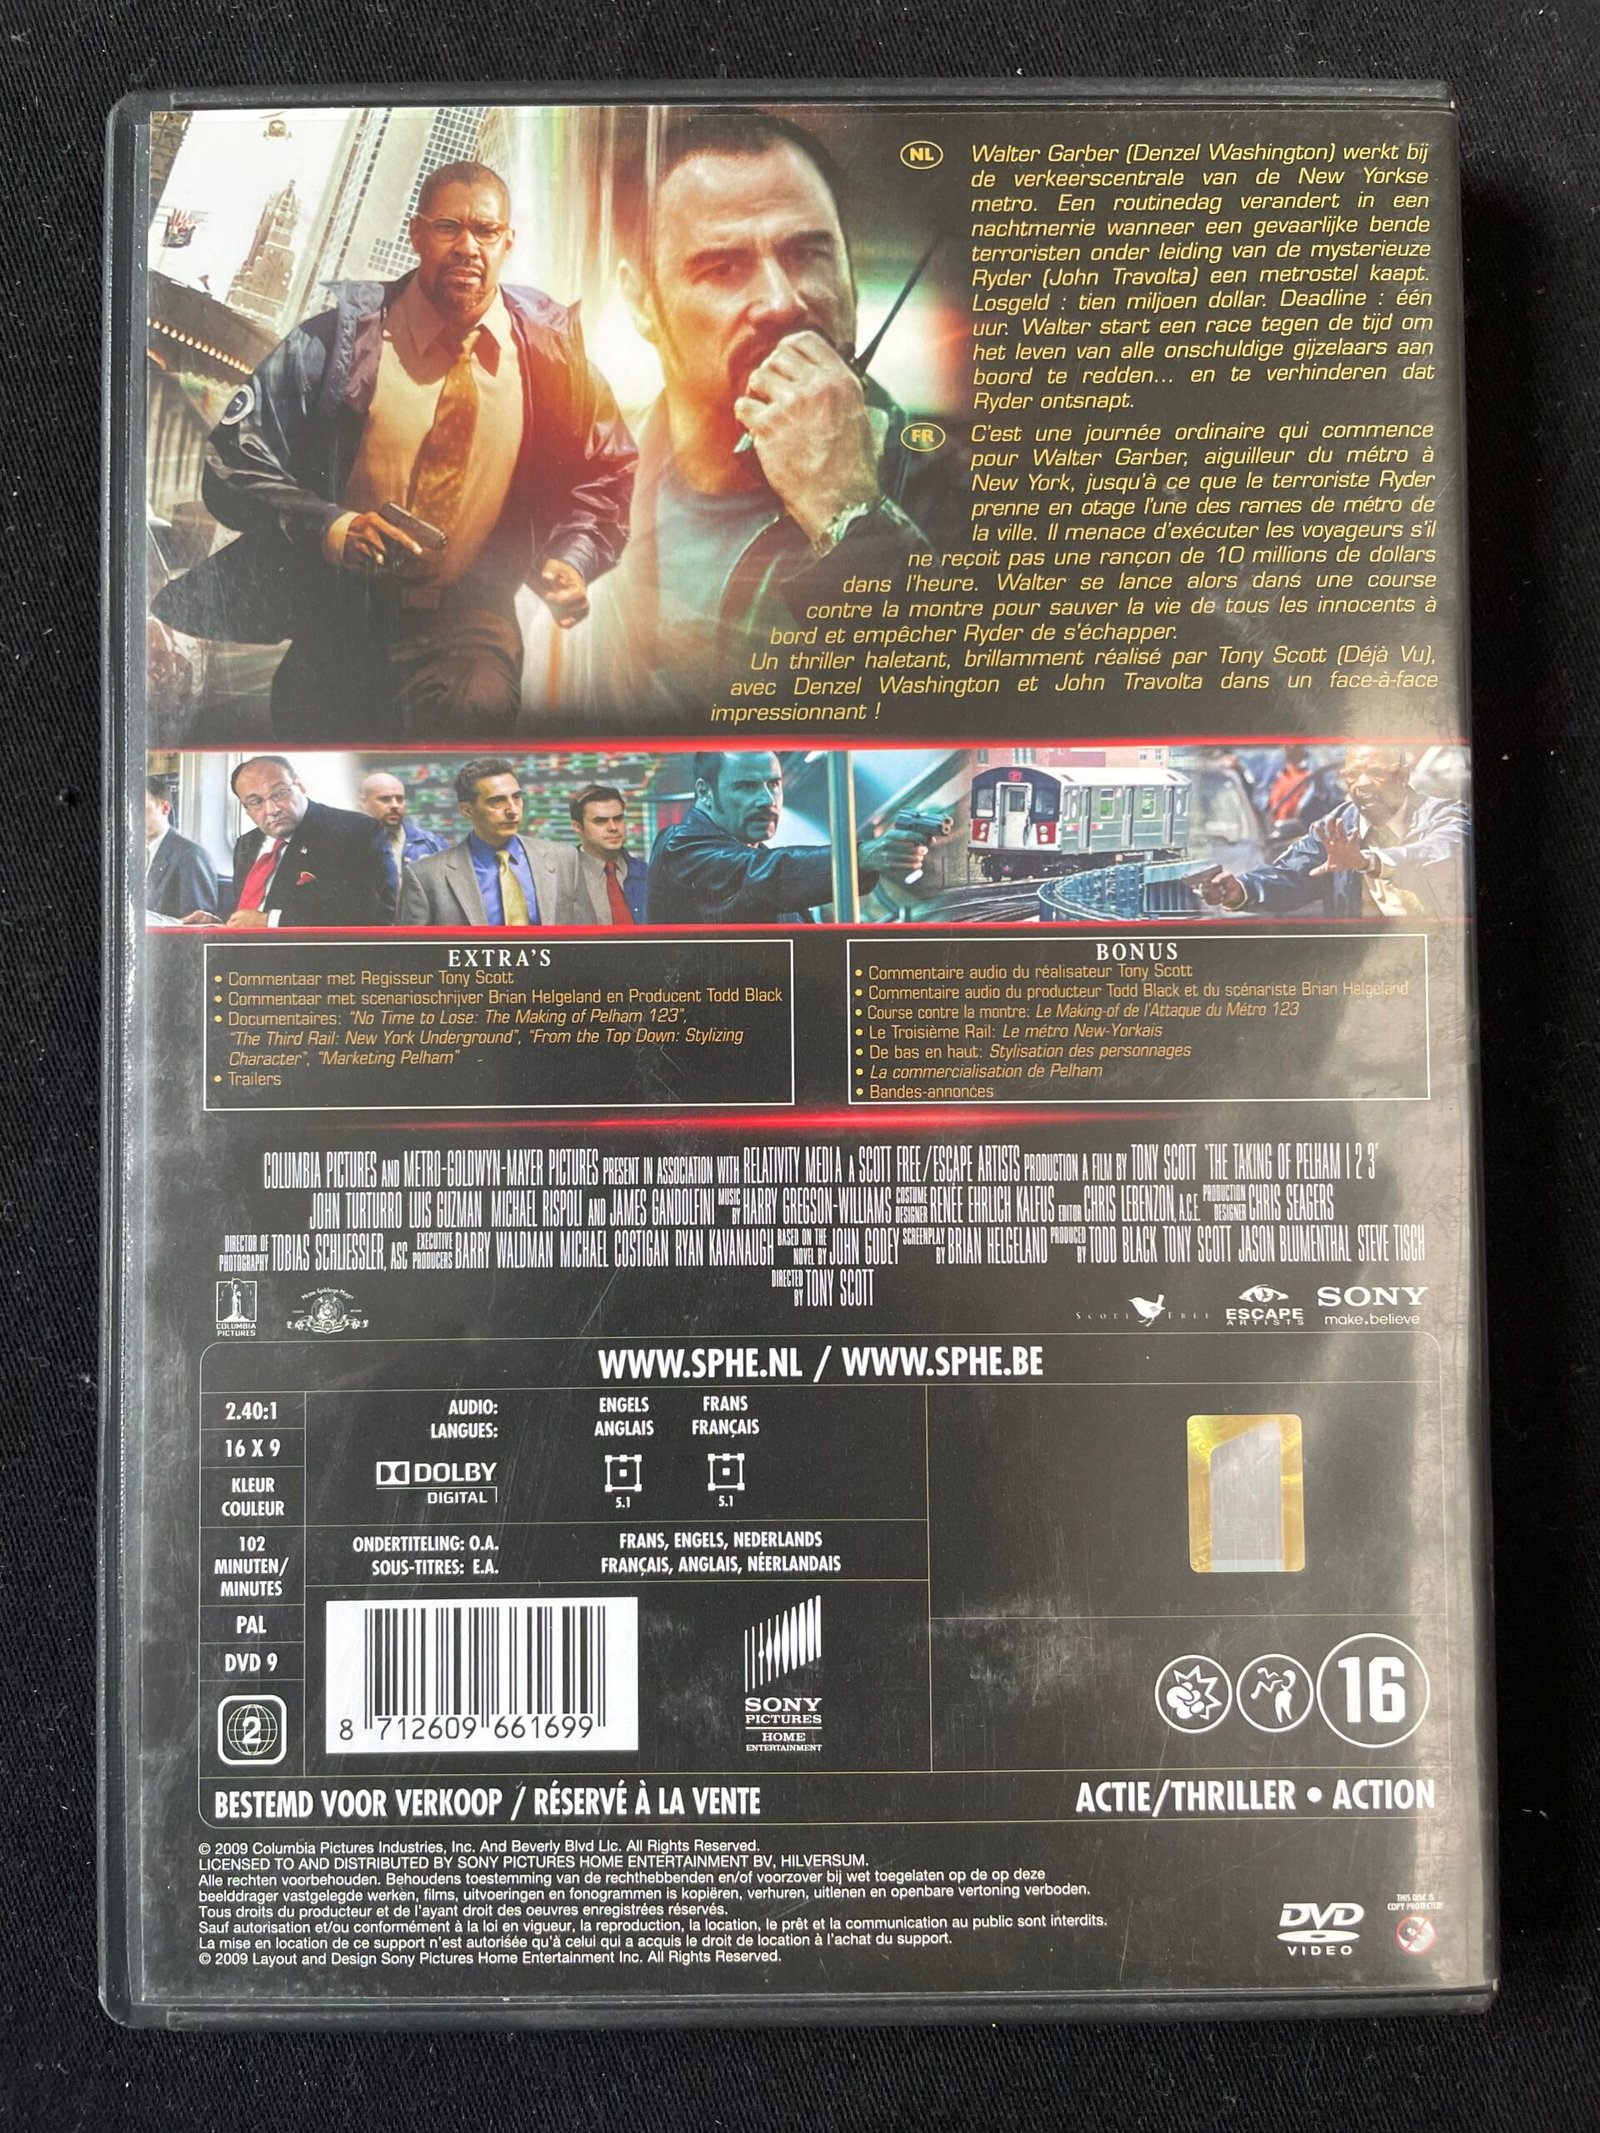 NL
Walter Garber (Denzel Washington) werkt bij
de verkeerscentrale van de New Yorkse
metro. Een routinedag verandert in een
nachtmerrie wanneer een gevaarlijke bende
terroristen onder leiding van de mysterieuze
Ryder (John Travolta) een metrostel kaapt.
Losgeld : tien miljoen dollar. Deadline : één
uur. Walter start een race tegen de tijd om
het leven van alle onschuldige gijzelaars aan
boord te redden... en te verhinderen dat
Ryder ontsnapt.
FR
C'est une journée ordinaire qui commence
pour Walter Garber, aiguilleur du métro à
New York, jusqu'à ce que le terroriste Ryder
prenne en otage l'une des rames de métro de
la ville. Il menace d'exécuter les voyageurs s'il
ne reçoit pas une rançon de 10 millions de dollars
dans l'heure. Walter se lance alors dans une course
contre la montre pour sauver la vie de tous les innocents à
bord et empêcher Ryder de s'échapper.
Un thriller haletant, brillamment réalisé par Tony Scott (Déjà Vu),
avec Denzel Washington et John Travolta dans un face-à-face
impressionnant !
EXTRA'S
• Commentaar met Regisseur Tony Scott
• Commentaar met scenarioschrijver Brian Helgeland en Producent Todd Black
• Documentaires: "No Time to Lose: The Making of Pelham 123",
"The Third Rail: New York Underground", "From the Top Down: Stylizing
Character", "Marketing Pelham"
• Trailers
BONUS
• Commentaire audio du réalisateur Tony Scott
• Commentaire audio du producteur Todd Black et du scénariste Brian Helgeland
• Course contre la montre: Le Making-of de l'Attaque du Métro 123
• Le Troisième Rail: Le métro New-Yorkais
• De bas en haut: Stylisation des personnages
• La commercialisation de Pelham
• Bandes-annonces
COLUMBIA PICTURES AND METRO-GOLDWYN-MAYER PICTURES PRESENT IN ASSOCIATION WITH RELATIVITY MEDIA A SCOTT FREE/ESCAPE ARTISTS PRODUCTION A FILM BY TONY SCOTT "THE TAKING OF PELHAM 1 2 3"
JOHN TURTURRO LUIS GUZMAN MICHAEL RISPOLI AND JAMES GANDOLFINI MUSIC BY HARRY GREGSON-WILLIAMS COSTUME DESIGNER RENÉE EHRLICH KALFUS EDITOR CHRIS LEBENZON, A.C.E. PRODUCTION DESIGNER CHRIS SEAGERS
DIRECTOR OF PHOTOGRAPHY TOBIAS SCHLIESSLER, ASC EXECUTIVE PRODUCERS BARRY WALDMAN MICHAEL COSTIGAN RYAN KAVANAUGH BASED ON THE NOVEL BY JOHN GODEY SCREENPLAY BY BRIAN HELGELAND PRODUCED BY TODD BLACK TONY SCOTT JASON BLUMENTHAL STEVE TISCH
DIRECTED BY TONY SCOTT
COLUMBIA
PICTURES
Metro Goldwyn Mayer
SCOTT FREE
ESCAPE
ARTISTS
SONY
make.believe
WWW.SPHE.NL / WWW.SPHE.BE
2.40:1
16 X 9
KLEUR
COULEUR
102
MINUTEN/
MINUTES
PAL
DVD 9
2
AUDIO:
LANGUES:
ENGELS
ANGLAIS
FRANS
FRANÇAIS
DOLBY
DIGITAL
5.1
5.1
ONDERTITELING: O.A.
SOUS-TITRES: E.A.
FRANS, ENGELS, NEDERLANDS
FRANÇAIS, ANGLAIS, NÉERLANDAIS
8 712609 661699
SONY
PICTURES
HOME
ENTERTAINMENT
16
BESTEMD VOOR VERKOOP / RÉSERVÉ À LA VENTE
ACTIE/THRILLER • ACTION
© 2009 Columbia Pictures Industries, Inc. And Beverly Blvd Llc. All Rights Reserved.
LICENSED TO AND DISTRIBUTED BY SONY PICTURES HOME ENTERTAINMENT BV, HILVERSUM.
Alle rechten voorbehouden. Behoudens toestemming van de rechthebbenden en/of voorzover bij wet toegelaten op de op deze
beelddrager vastgelegde werken, films, uitvoeringen en fonogrammen is kopiëren, verhuren, uitlenen en openbare vertoning verboden.
Tous droits du producteur et de l'ayant droit des oeuvres enregistrées réservés.
Sauf autorisation et/ou conformément à la loi en vigueur, la reproduction, la location, le prêt et la communication au public sont interdits.
La mise en location de ce support n'est autorisée qu'à celui qui a acquis le droit de location à l'achat du support.
© 2009 Layout and Design Sony Pictures Home Entertainment Inc. All Rights Reserved.
DVD
VIDEO
THIS DISC IS
COPY PROTECTED!